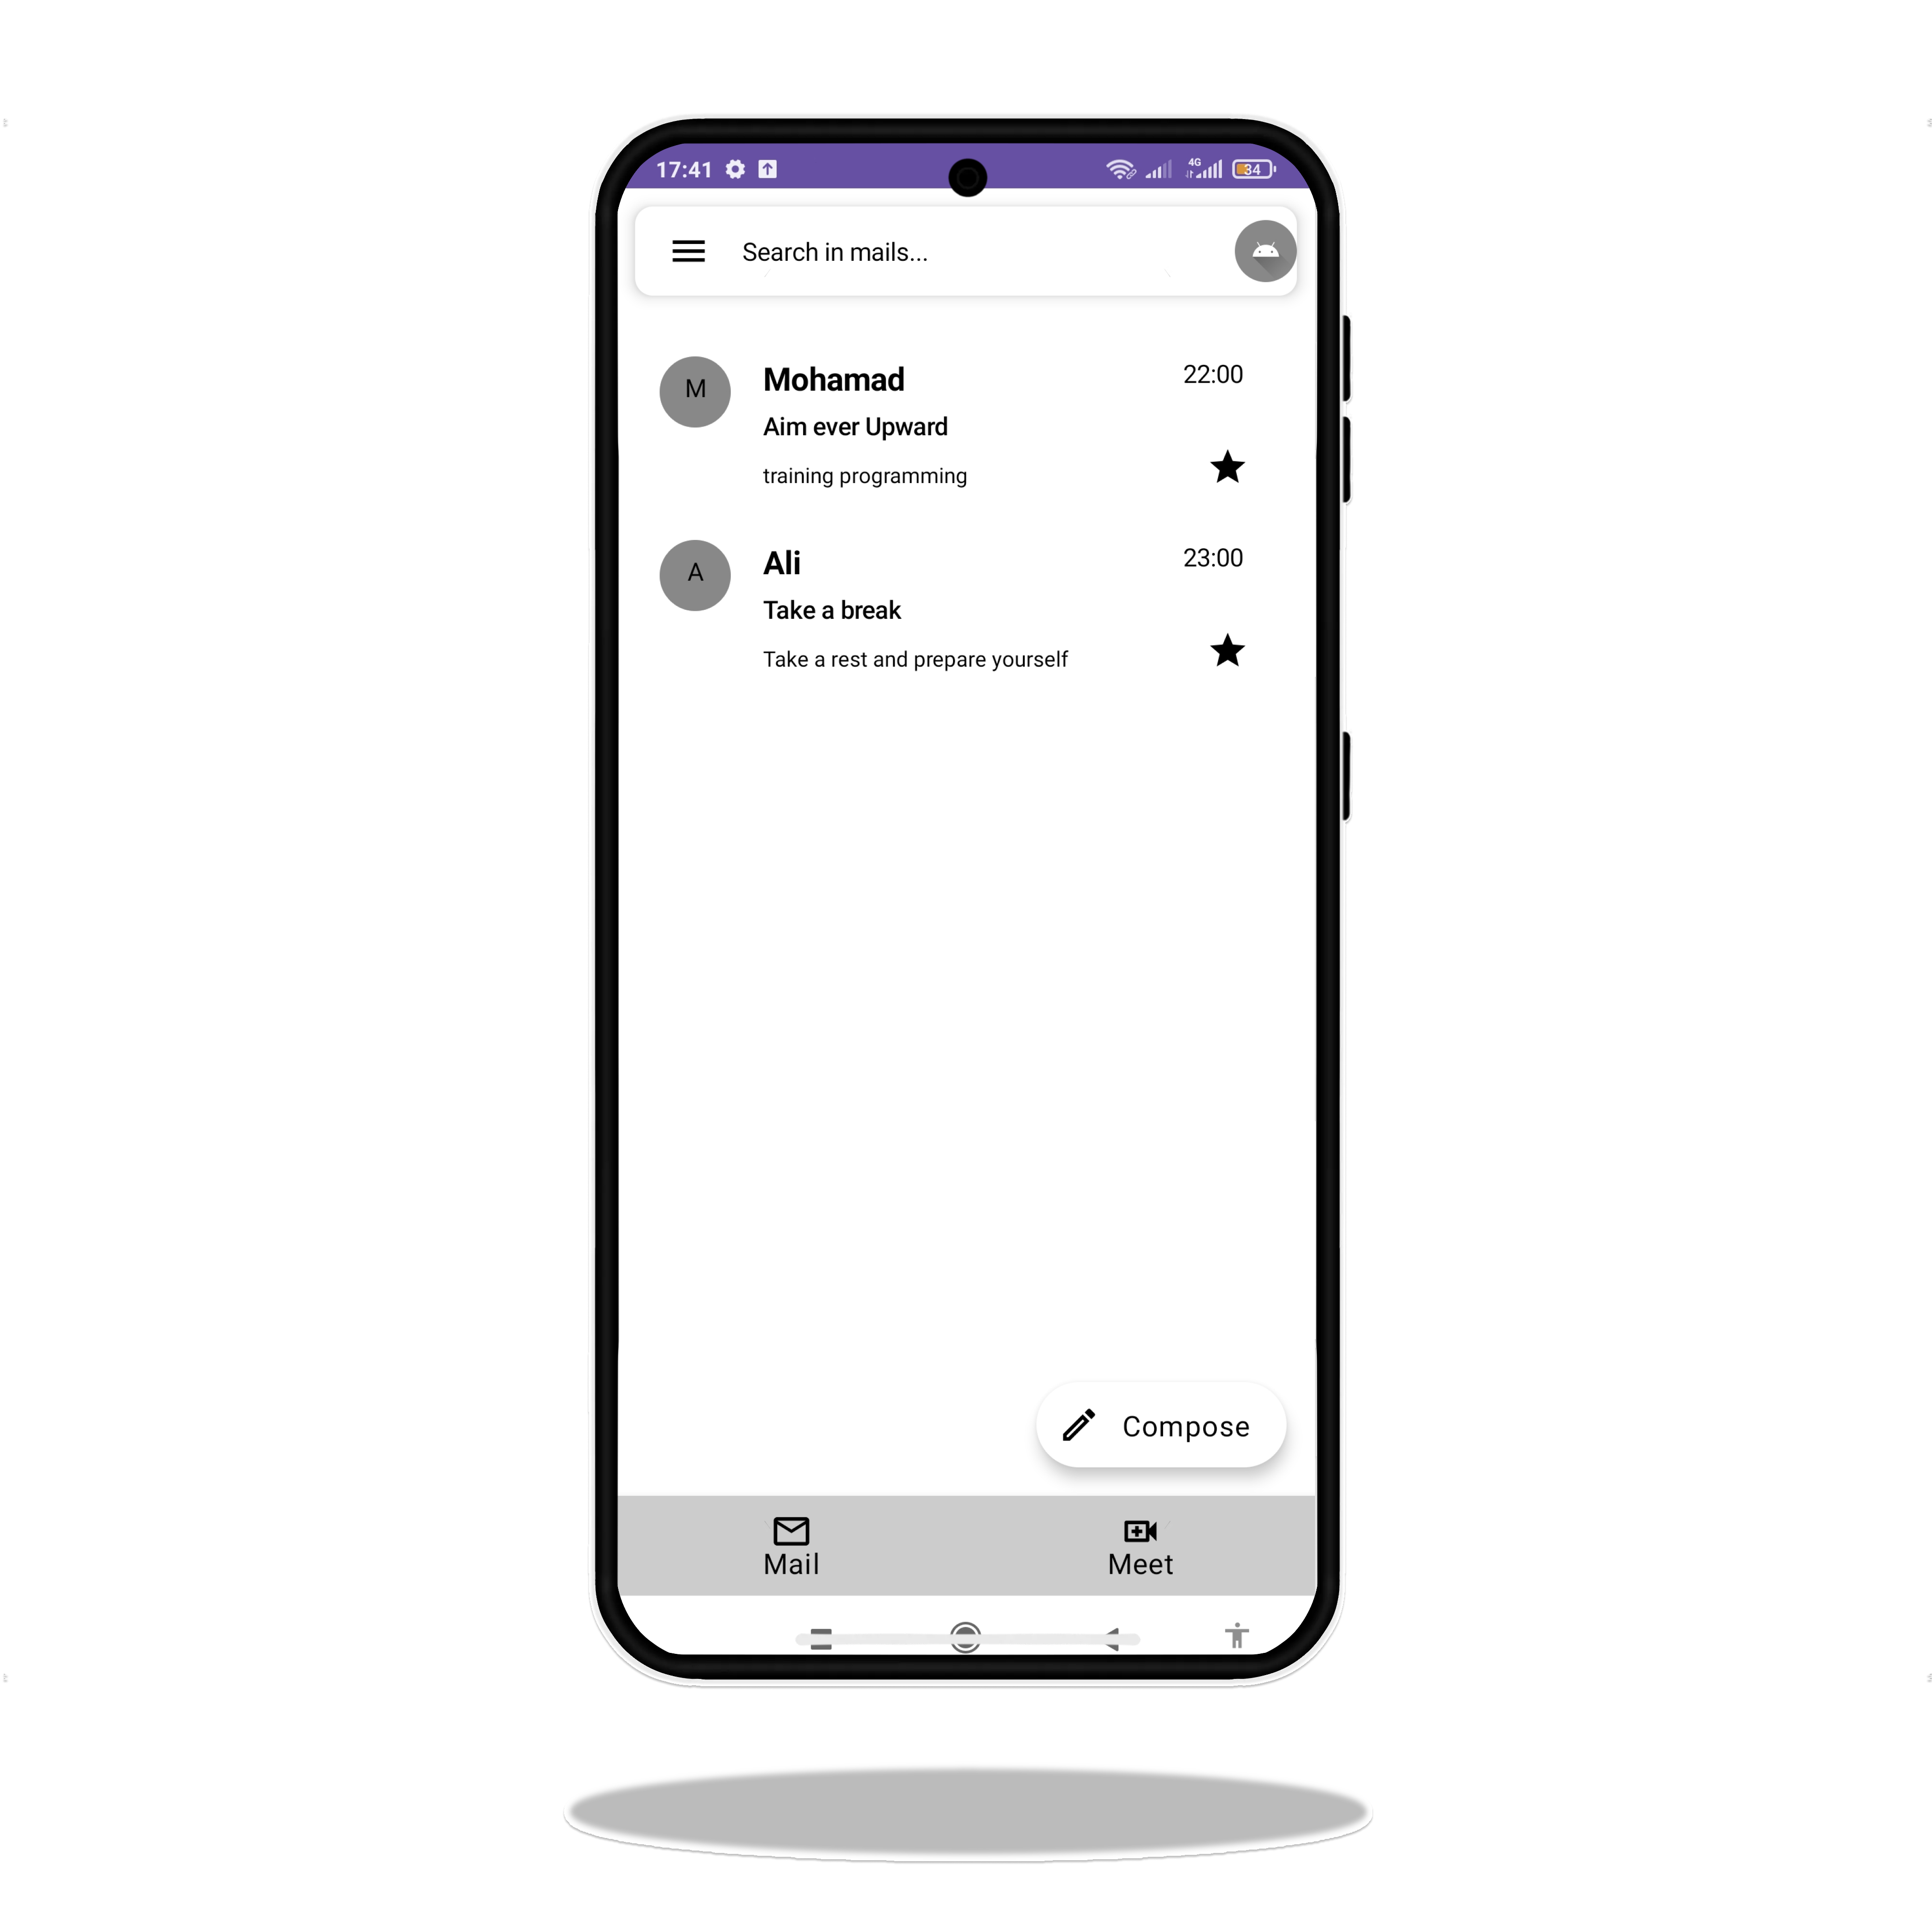 17:41 4G 34
Search in mails...
M Mohamad 22:00
Aim ever Upward
training programming
A Ali 23:00
Take a break
Take a rest and prepare yourself
Compose
Mail Meet